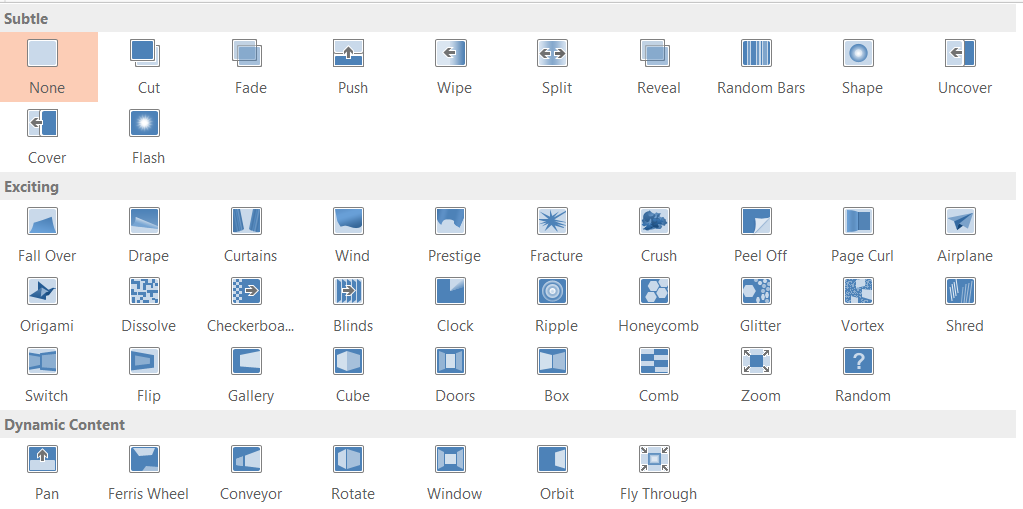 Subtle
None Cut Fade Push Wipe Split Reveal Random Bars Shape Uncover
Cover Flash
Exciting
Fall Over Drape Curtains Wind Prestige Fracture Crush Peel Off Page Curl Airplane
Origami Dissolve Checkerboa... Blinds Clock Ripple Honeycomb Glitter Vortex Shred
?
Switch Flip Gallery Cube Doors Box Comb Zoom Random
Dynamic Content
Pan Ferris Wheel Conveyor Rotate Window Orbit Fly Through